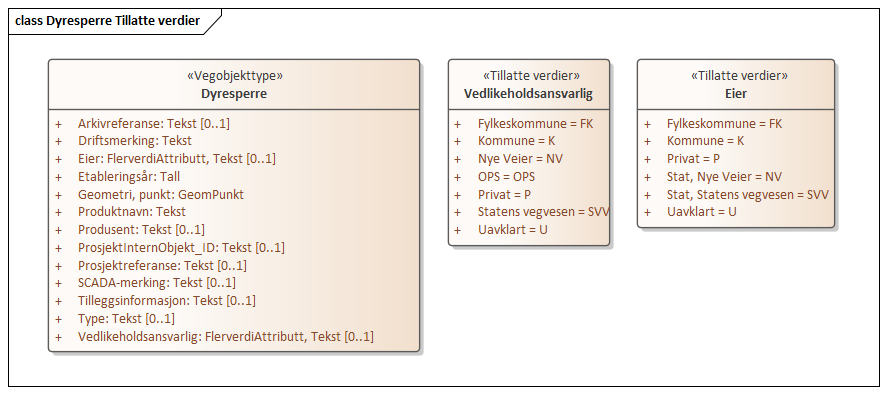 class Dyresperre Tillatte verdier
«Vegobjekttype»
Dyresperre
+ Arkivreferanse: Tekst [0..1]
+ Driftsmerking: Tekst
+ Eier: FlerverdiAttributt, Tekst [0..1]
+ Etableringsår: Tall
+ Geometri, punkt: GeomPunkt
+ Produktnavn: Tekst
+ Produsent: Tekst [0..1]
+ ProsjektInternObjekt_ID: Tekst [0..1]
+ Prosjektreferanse: Tekst [0..1]
+ SCADA-merking: Tekst [0..1]
+ Tilleggsinformasjon: Tekst [0..1]
+ Type: Tekst [0..1]
+ Vedlikeholdsansvarlig: FlerverdiAttributt, Tekst [0..1]
«Tillatte verdier»
Vedlikeholdsansvarlig
+ Fylkeskommune = FK
+ Kommune = K
+ Nye Veier = NV
+ OPS = OPS
+ Privat = P
+ Statens vegvesen = SVV
+ Uavklart = U
«Tillatte verdier»
Eier
+ Fylkeskommune = FK
+ Kommune = K
+ Privat = P
+ Stat, Nye Veier = NV
+ Stat, Statens vegvesen = SVV
+ Uavklart = U